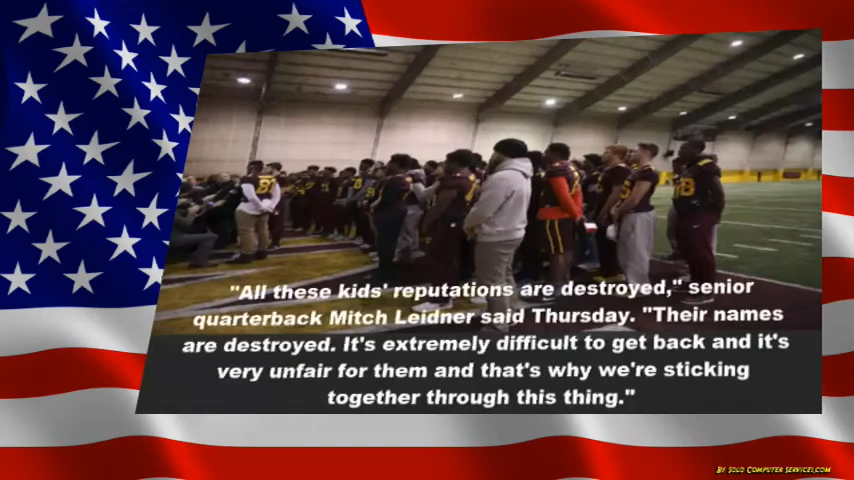 "All these kids' reputations are destroyed," senior
quarterback Mitch Leidner said Thursday. "Their names
are destroyed. It's extremely difficult to get back and it's
very unfair for them and that's why we're sticking
together through this thing."
By Solo Computer Services.com